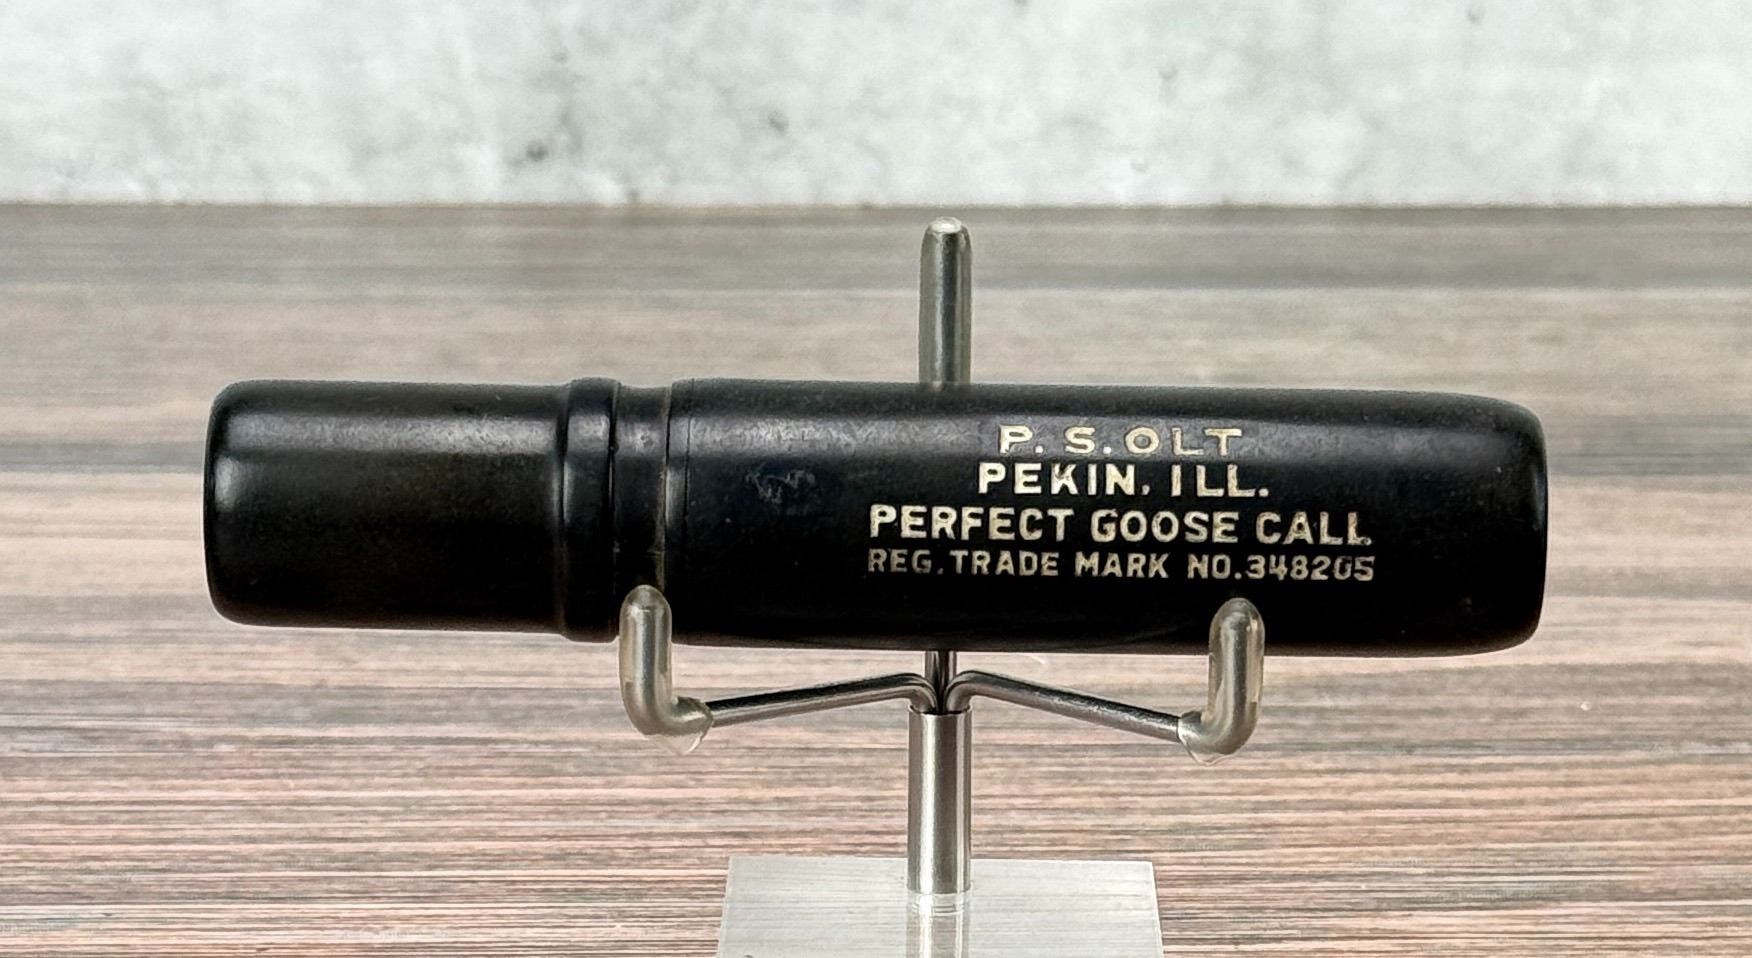 P. S. OLT
PEKIN, ILL.
PERFECT GOOSE CALL
REG. TRADE MARK NO. 348205